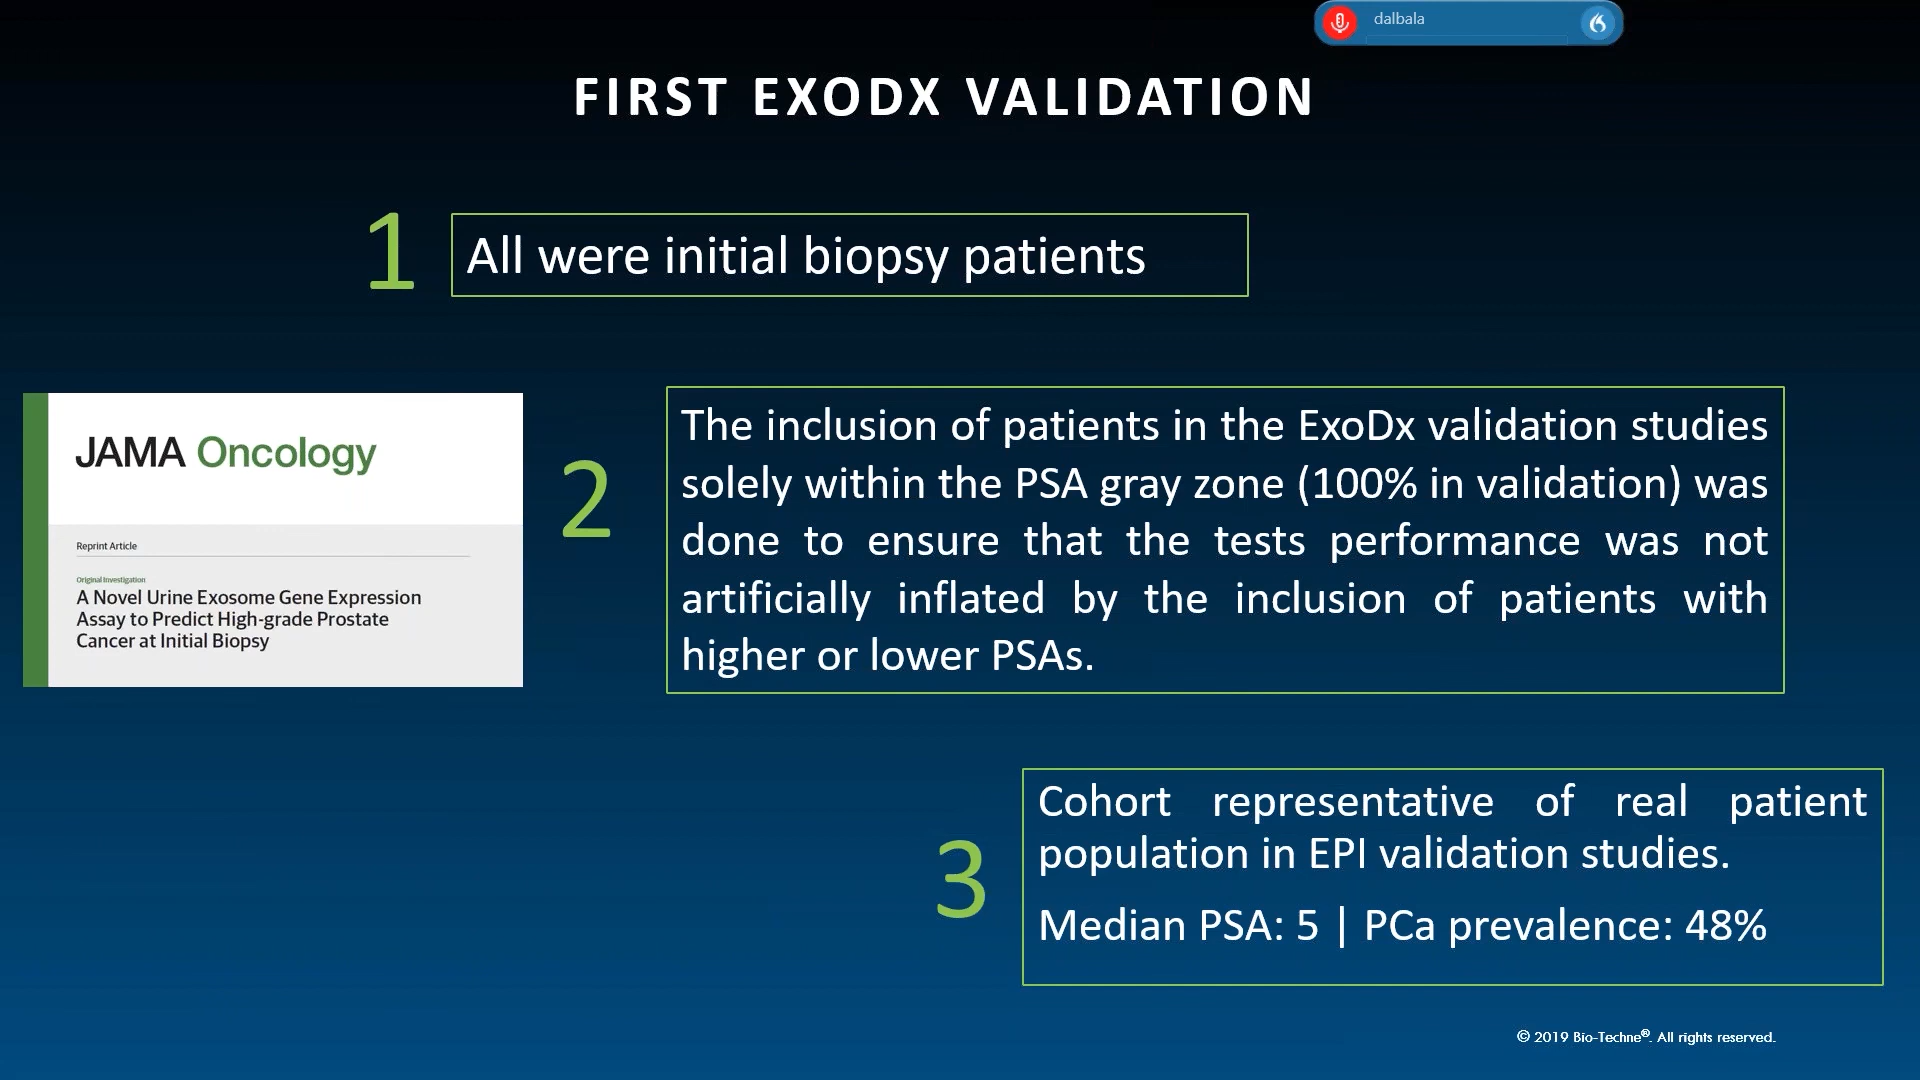 dalbala
FIRST EXODX VALIDATION
1
All were initial biopsy patients
JAMA Oncology
Reprint Article
Original Investigation
A Novel Urine Exosome Gene Expression
Assay to Predict High-grade Prostate
Cancer at Initial Biopsy
2
The inclusion of patients in the ExoDx validation studies
solely within the PSA gray zone (100% in validation) was
done to ensure that the tests performance was not
artificially inflated by the inclusion of patients with
higher or lower PSAs.
3
Cohort representative of real patient
population in EPI validation studies.
Median PSA: 5 | PCa prevalence: 48%
© 2019 Bio-Techne®. All rights reserved.